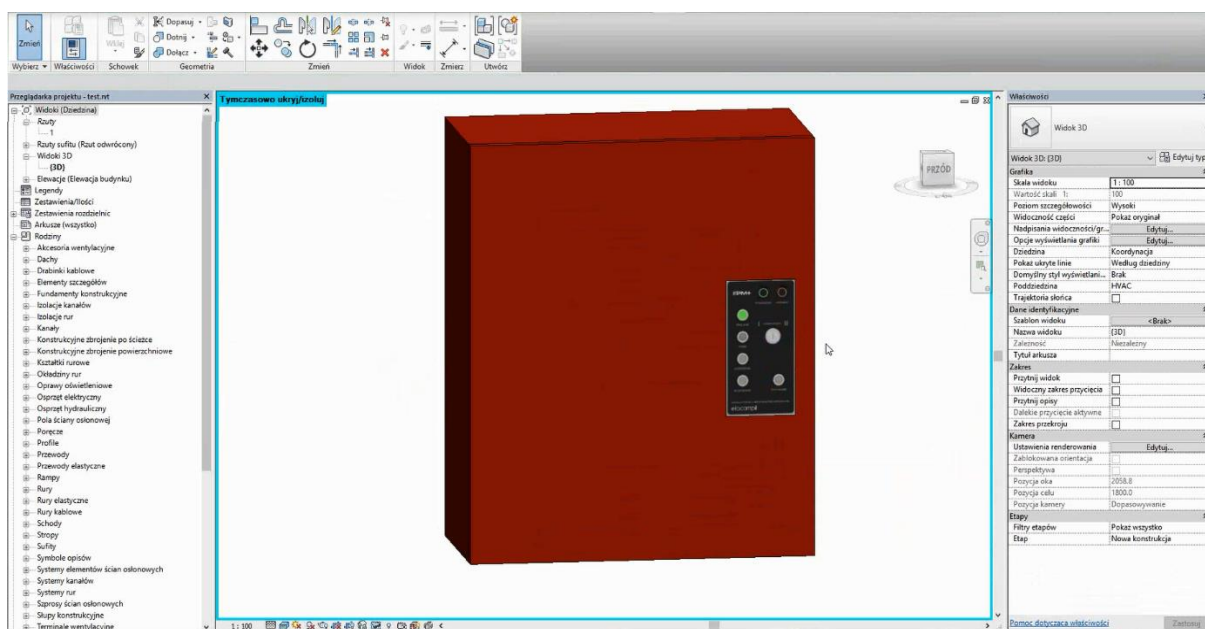 Zmień
Wklej
Dopasuj
Dotnij
Dołącz
Wybierz
Właściwości
Schowek
Geometria
Zmień
Widok
Zmierz
Utwórz
Przeglądarka projektu - test.rvt
Widoki (Dziedzina)
Rzuty
1
Rzuty sufitu (Rzut odwrócony)
Widoki 3D
{3D}
Elewacje (Elewacja budynku)
Legendy
Zestawienia/Ilości
Zestawienia rozdzielnic
Arkusze (wszystko)
Rodziny
Akcesoria wentylacyjne
Dachy
Drabinki kablowe
Elementy szczegółów
Fundamenty konstrukcyjne
Izolacje kanałów
Izolacje rur
Kanały
Konstrukcyjne zbrojenie po ścieżce
Konstrukcyjne zbrojenie powierzchniowe
Kształtki rurowe
Okładziny rur
Oprawy oświetleniowe
Osprzęt elektryczny
Osprzęt hydrauliczny
Pola ściany osłonowej
Poręcze
Profile
Przewody
Przewody elastyczne
Rampy
Rury
Rury elastyczne
Rury kablowe
Schody
Stropy
Sufity
Symbole opisów
Systemy elementów ścian osłonowych
Systemy kanałów
Systemy rur
Szprosy ścian osłonowych
Słupy konstrukcyjne
Terminale wentylacyjne
Tymczasowo ukryj/izoluj
PRZÓD
elacompil
1 : 100
Właściwości
Widok 3D
Widok 3D: {3D} Edytuj typ
Grafika
Skala widoku 1 : 100
Wartość skali 1: 100
Poziom szczegółowości Wysoki
Widoczność części Pokaż oryginał
Nadpisania widoczności/gr... Edytuj...
Opcje wyświetlania grafiki Edytuj...
Dziedzina Koordynacja
Pokaż ukryte linie Według dziedziny
Domyślny styl wyświetlani... Brak
Poddziedzina HVAC
Trajektoria słońca
Dane identyfikacyjne
Szablon widoku <Brak>
Nazwa widoku {3D}
Zależność Niezależny
Tytuł arkusza
Zakres
Przytnij widok
Widoczny zakres przycięcia
Przytnij opisy
Dalekie przycięcie aktywne
Zakres przekroju
Kamera
Ustawienia renderowania Edytuj...
Zablokowana orientacja
Perspektywa
Pozycja oka 2058.8
Pozycja celu 1800.0
Pozycja kamery Dopasowywanie
Etapy
Filtry etapów Pokaż wszystko
Etap Nowa konstrukcja
Pomoc dotycząca właściwości
Zastosuj